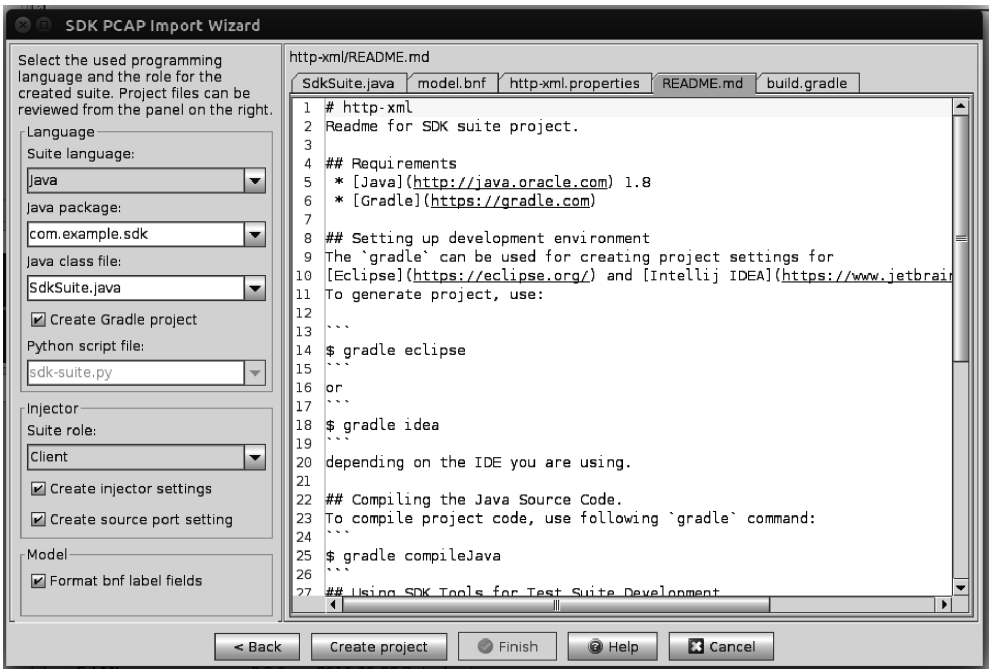 SDK PCAP Import Wizard
Select the used programming
language and the role for the
created suite. Project files can be
reviewed from the panel on the right.
Language
Suite language:
Java
Java package:
com.example.sdk
Java class file:
SdkSuite.java
Create Gradle project
Python script file:
sdk-suite.py
Injector
Suite role:
Client
Create injector settings
Create source port setting
Model
Format bnf label fields
http-xml/README.md
SdkSuite.java model.bnf http-xml.properties README.md build.gradle
1 # http-xml
2 Readme for SDK suite project.
3
4 ## Requirements
5 * [Java](http://java.oracle.com) 1.8
6 * [Gradle](https://gradle.com)
7
8 ## Setting up development environment
9 The `gradle` can be used for creating project settings for
10 [Eclipse](https://eclipse.org/) and [Intellij IDEA](https://www.jetbrain
11 To generate project, use:
12
13 ```
14 $ gradle eclipse
15 ```
16 or
17 ```
18 $ gradle idea
19 ```
20 depending on the IDE you are using.
21
22 ## Compiling the Java Source Code.
23 To compile project code, use following `gradle` command:
24 ```
25 $ gradle compileJava
26 ```
27 ## Using SDK Tools for Test Suite Development
< Back Create project Finish Help Cancel